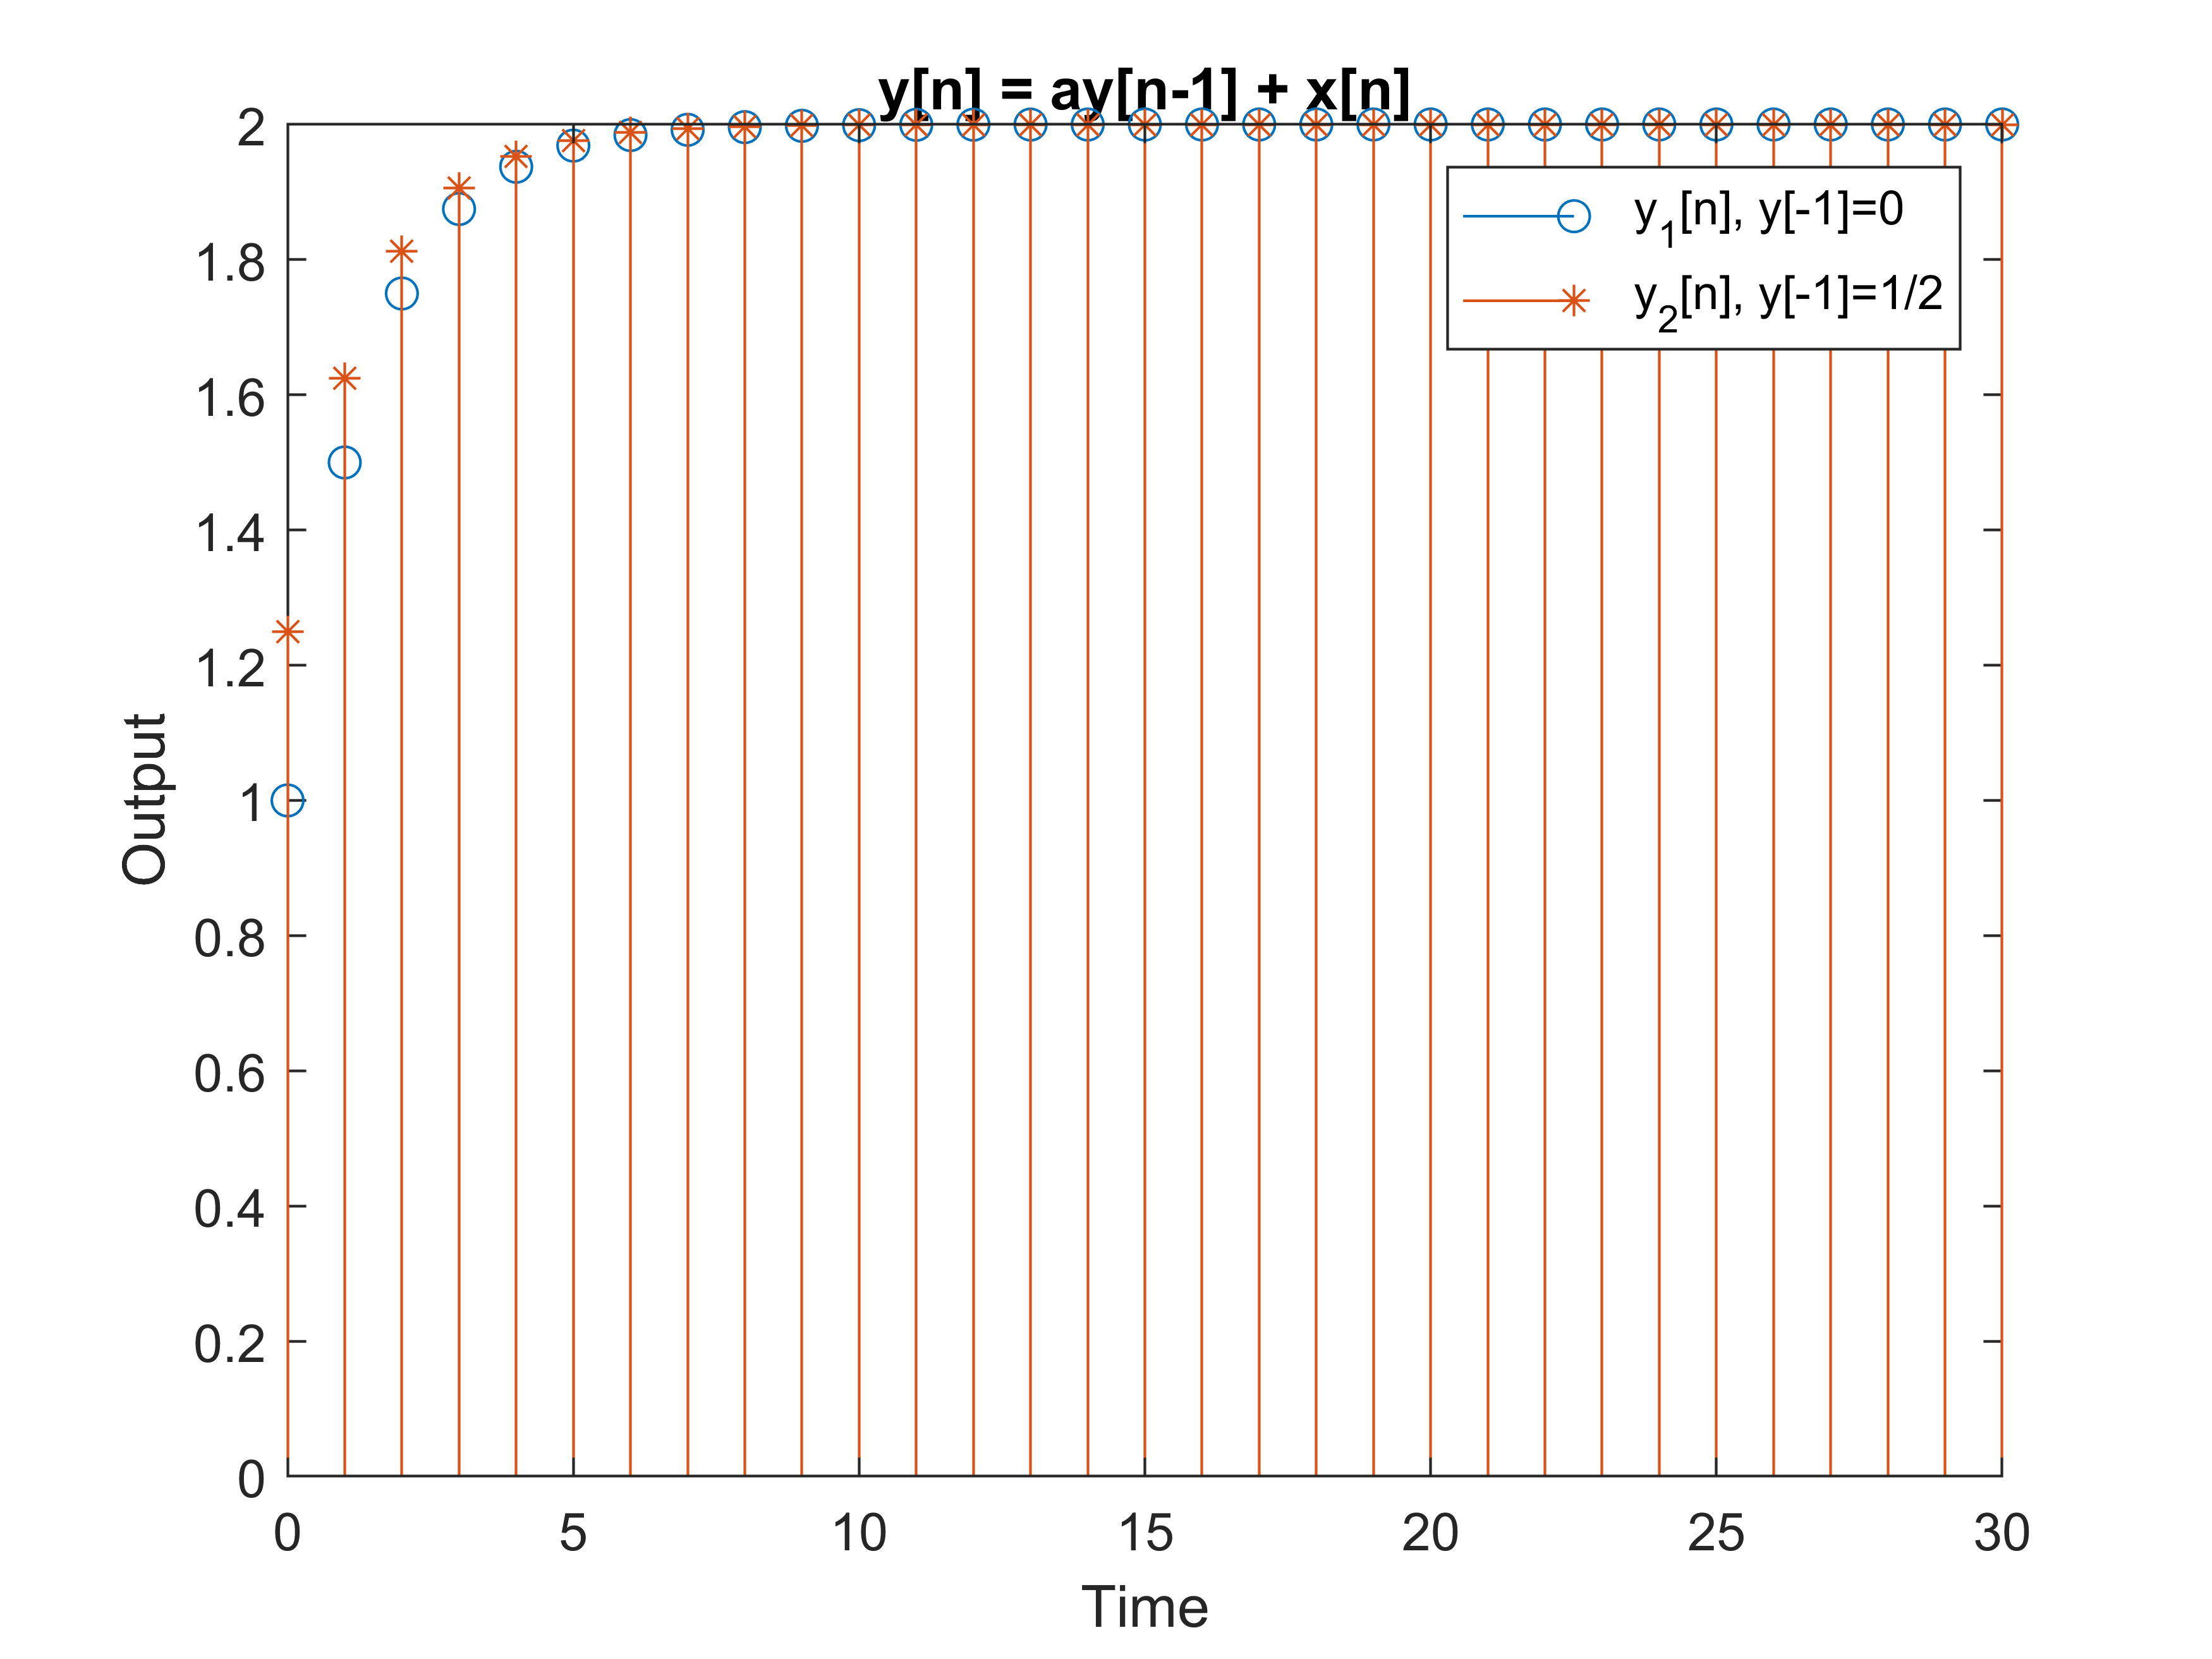 y[n] = ay[n-1] + x[n]
2
1.8
1.6
1.4
1.2
1
0.8
0.6
0.4
0.2
0
Output
y1[n], y[-1]=0
y2[n], y[-1]=1/2
0 5 10 15 20 25 30
Time